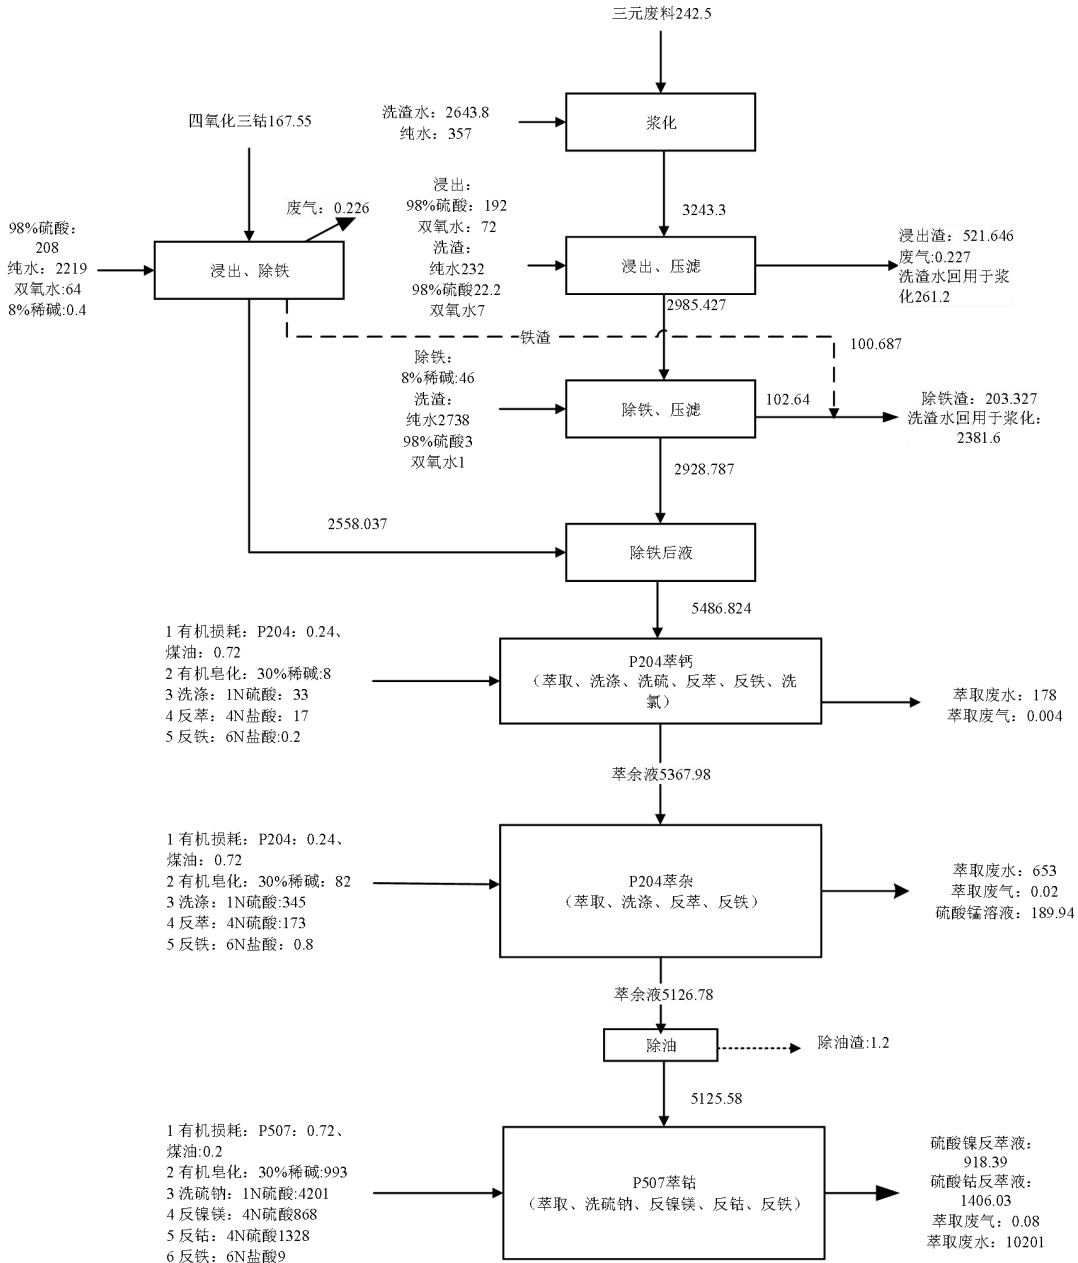 三元废料242.5
洗渣水：2643.8
纯水：357
浆化
四氧化三钴167.55
废气：0.226
98%硫酸：
208
纯水：2219
双氧水:64
8%稀碱:0.4
浸出、除铁
浸出：
98%硫酸：192
双氧水：72
洗渣：
纯水232
98%硫酸22.2
双氧水7
3243.3
浸出、压滤
浸出渣：521.646
废气:0.227
洗渣水回用于浆
化261.2
2985.427
铁渣
100.687
除铁：
8%稀碱:46
洗渣：
纯水2738
98%硫酸3
双氧水1
除铁、压滤
102.64
除铁渣：203.327
洗渣水回用于浆化：
2381.6
2928.787
2558.037
除铁后液
5486.824
1 有机损耗：P204：0.24、
煤油：0.72
2 有机皂化：30%稀碱:8
3 洗涤：1N硫酸：33
4 反萃：4N盐酸：17
5 反铁：6N盐酸:0.2
P204萃钙
（萃取、洗涤、洗硫、反萃、反铁、洗
氯）
萃取废水：178
萃取废气：0.004
萃余液5367.98
1 有机损耗：P204：0.24、
煤油：0.72
2 有机皂化：30%稀碱：82
3 洗涤：1N硫酸:345
4 反萃：4N硫酸:173
5 反铁：6N盐酸：0.8
P204萃杂
（萃取、洗涤、反萃、反铁）
萃取废水：653
萃取废气：0.02
硫酸锰溶液：189.94
萃余液5126.78
除油
除油渣:1.2
5125.58
1 有机损耗：P507：0.72、
煤油:0.2
2 有机皂化：30%稀碱:993
3 洗硫钠：1N硫酸:4201
4 反镍镁：4N硫酸868
5 反钴：4N硫酸1328
6 反铁：6N盐酸9
P507萃钴
（萃取、洗硫钠、反镍镁、反钴、反铁）
硫酸镍反萃液：
918.39
硫酸钴反萃液：
1406.03
萃取废气：0.08
萃取废水：10201